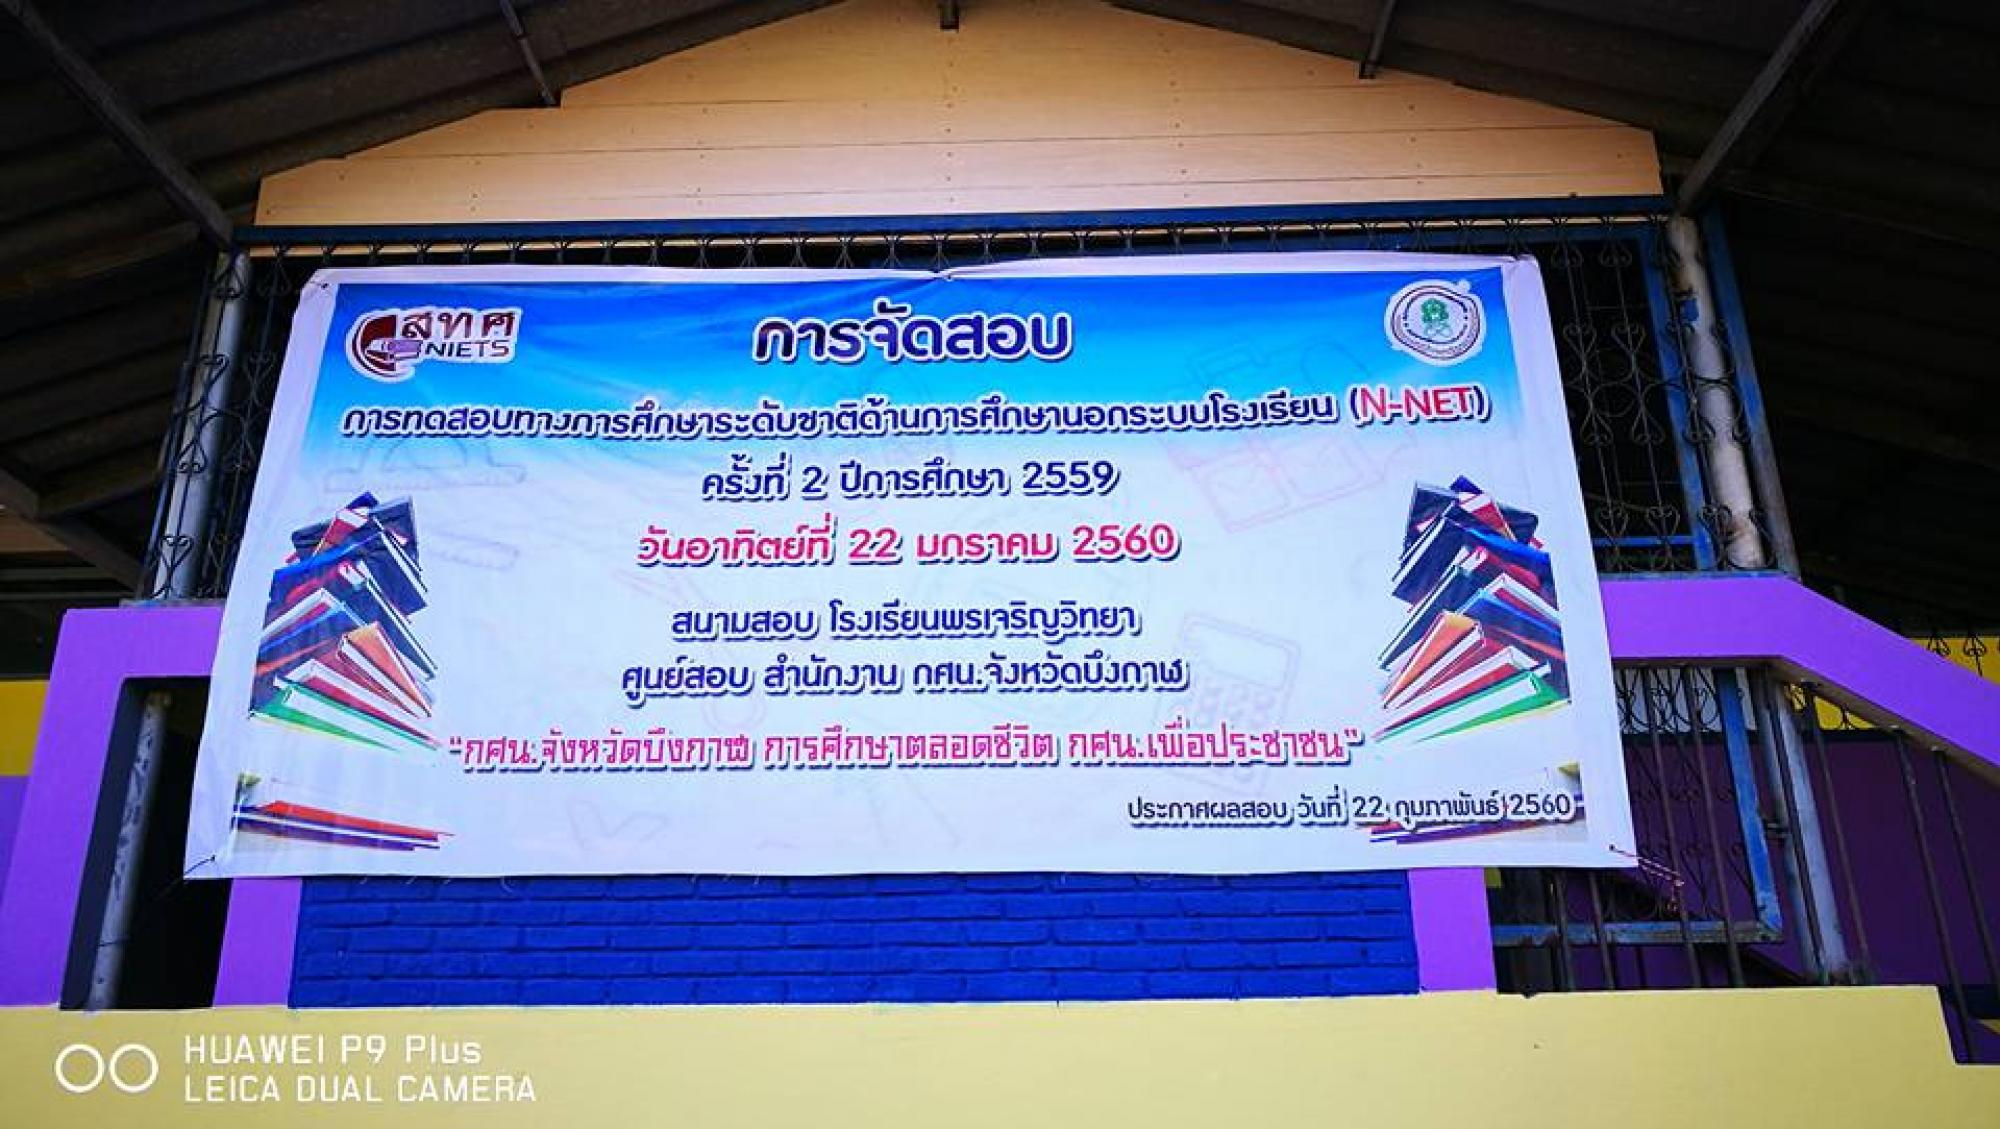 สทศ
NIETS
การจัดสอบ
การทดสอบทางการศึกษาระดับชาติด้านการศึกษานอกระบบโรงเรียน (N-NET)
ครั้งที่ 2 ปีการศึกษา 2559
วันอาทิตย์ที่ 22 มกราคม 2560
สนามสอบ โรงเรียนพรเจริญวิทยา
ศูนย์สอบ สำนักงาน กศน.จังหวัดบึงกาฬ
“กศน.จังหวัดบึงกาฬ การศึกษาตลอดชีวิต กศน.เพื่อประชาชน”
ประกาศผลสอบ วันที่ 22 กุมภาพันธ์ 2560
HUAWEI P9 Plus
LEICA DUAL CAMERA